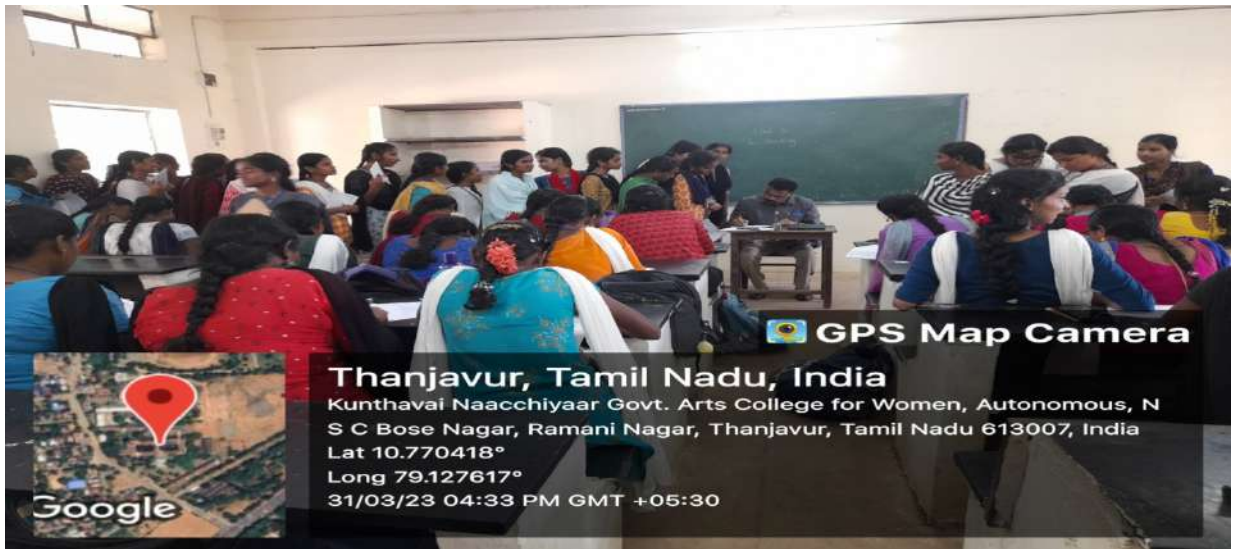 GPS Map Camera
Thanjavur, Tamil Nadu, India
Kunthavai Naacchiyaar Govt. Arts College for Women, Autonomous, N
S C Bose Nagar, Ramani Nagar, Thanjavur, Tamil Nadu 613007, India
Lat 10.770418°
Long 79.127617°
31/03/23 04:33 PM GMT +05:30
Google